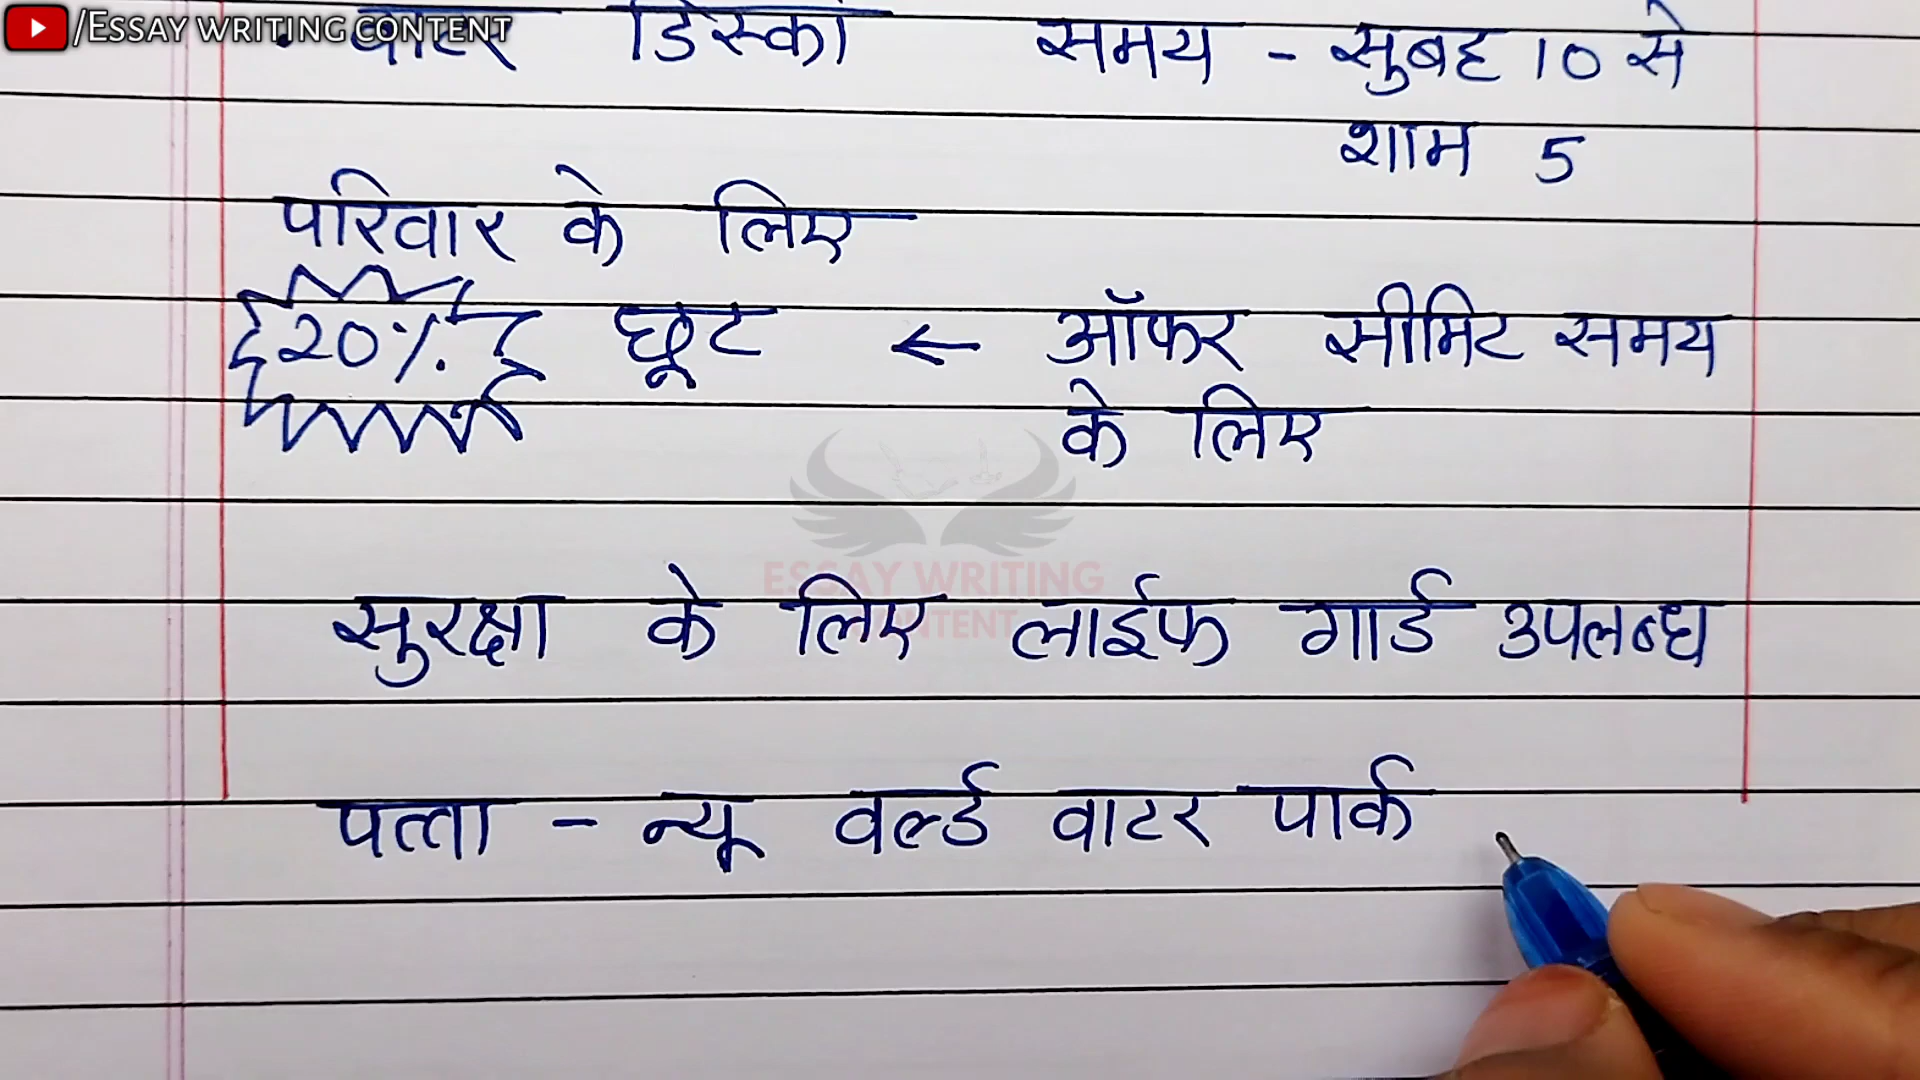 /ESSAY WRITING CONTENT
• वाटर डिस्को समय - सुबह 10 से
शाम 5
परिवार के लिए
20% छूट ← ऑफर सीमिट समय
के लिए
ESSAY WRITING
CONTENT
सुरक्षा के लिए लाईफ गार्ड उपलब्ध
पत्ता - न्यू वर्ल्ड वाटर पार्क